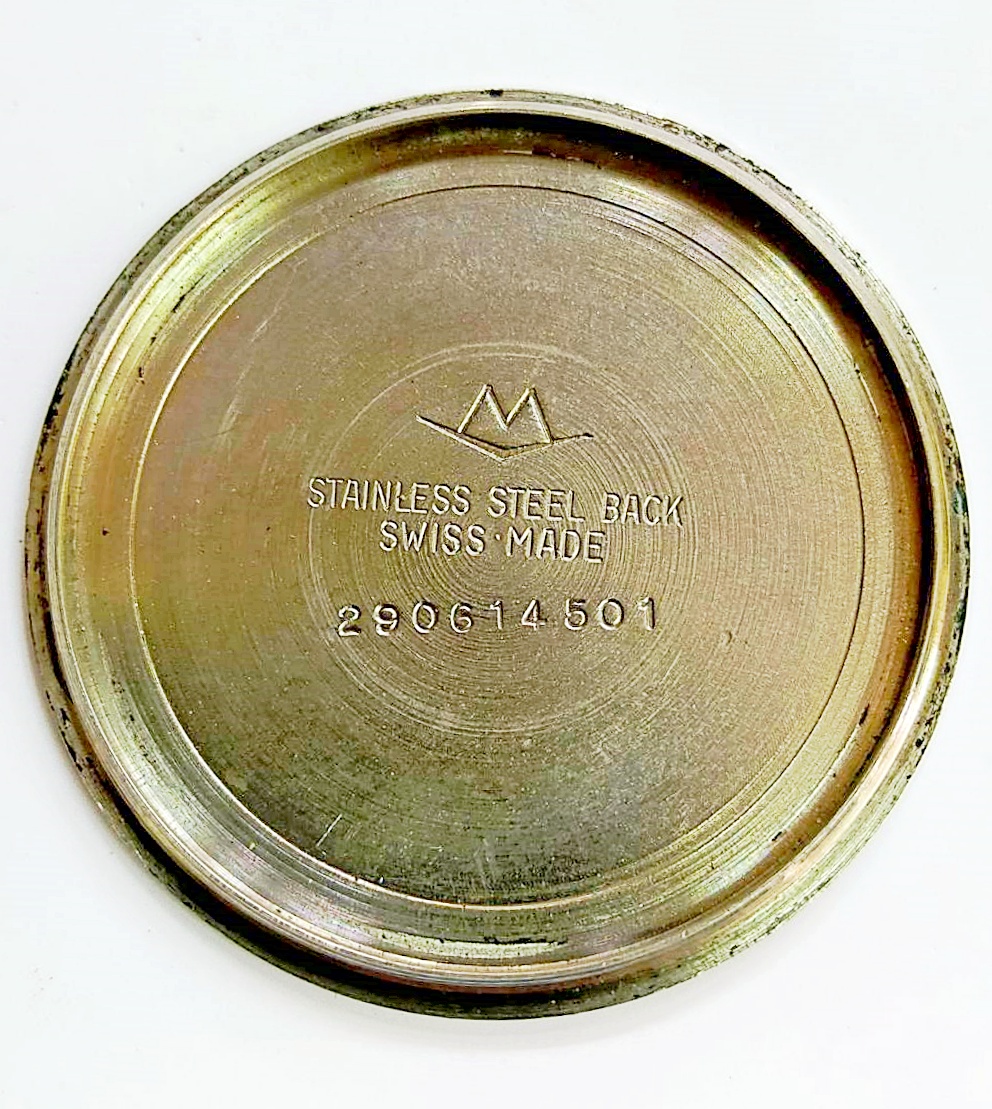 M
STAINLESS STEEL BACK
SWISS·MADE
290614501